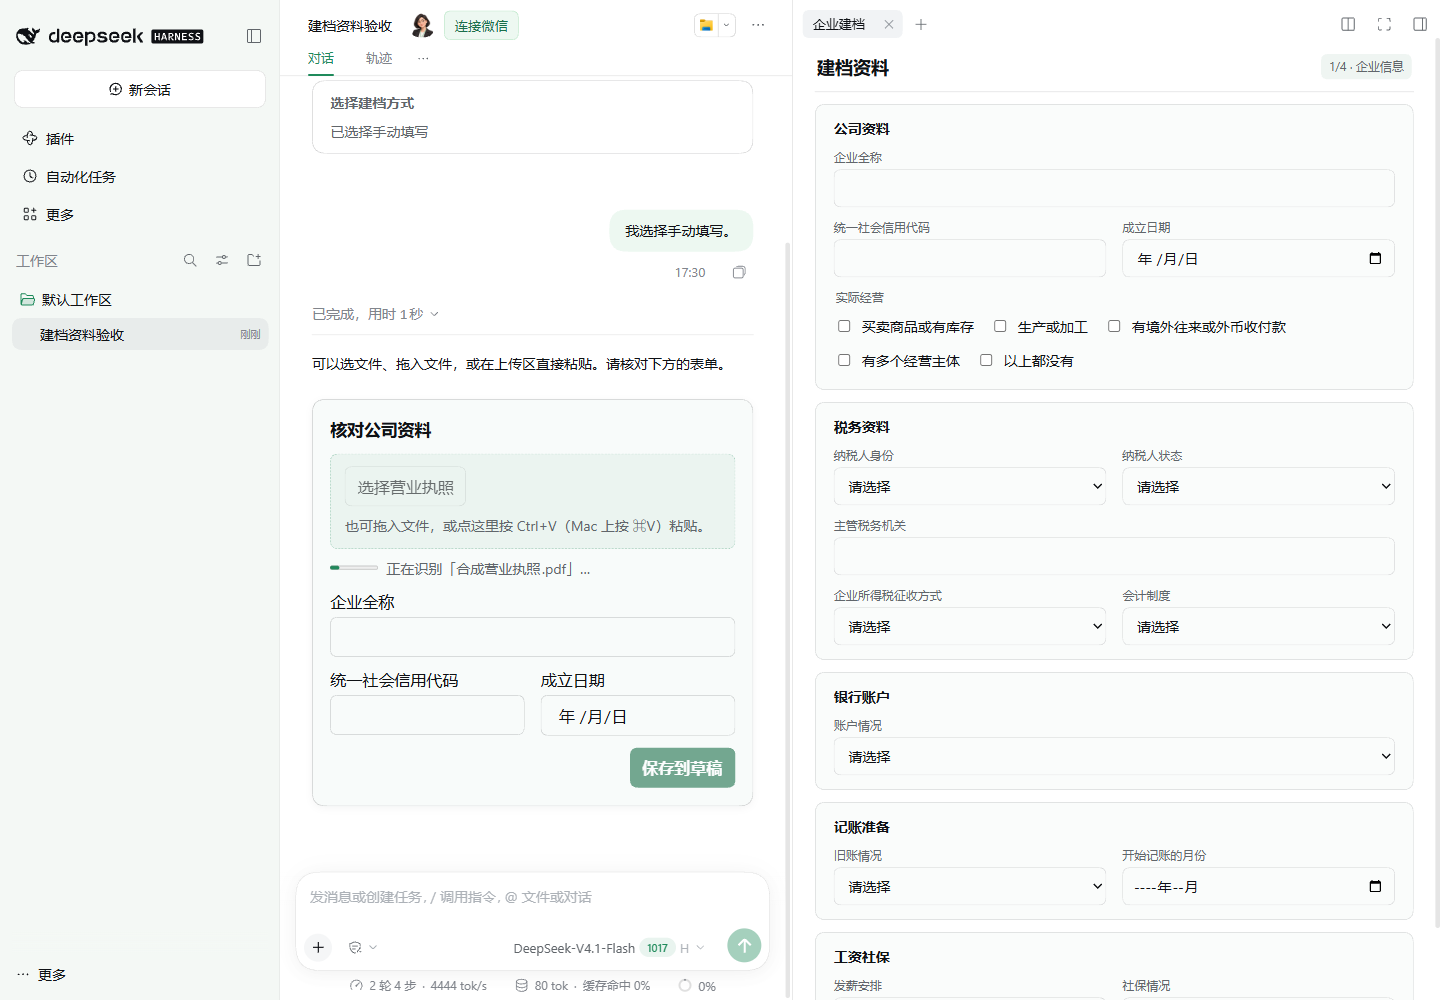 deepseek HARNESS
新会话
插件
自动化任务
更多
工作区
默认工作区
建档资料验收 刚刚
更多
建档资料验收 连接微信
对话 轨迹
选择建档方式
已选择手动填写
我选择手动填写。
17:30
已完成，用时 1 秒
可以选文件、拖入文件，或在上传区直接粘贴。请核对下方的表单。
核对公司资料
选择营业执照
也可拖入文件，或点这里按 Ctrl+V（Mac 上按 ⌘V）粘贴。
正在识别「合成营业执照.pdf」...
企业全称
统一社会信用代码 成立日期
年 /月/日
保存到草稿
发消息或创建任务, / 调用指令, @ 文件或对话
DeepSeek-V4.1-Flash 1017 H
2 轮 4 步 · 4444 tok/s 80 tok · 缓存命中 0% 0%
企业建档
建档资料 1/4 · 企业信息
公司资料
企业全称
统一社会信用代码 成立日期
年 /月/日
实际经营
买卖商品或有库存 生产或加工 有境外往来或外币收付款
有多个经营主体 以上都没有
税务资料
纳税人身份 纳税人状态
请选择 请选择
主管税务机关
企业所得税征收方式 会计制度
请选择 请选择
银行账户
账户情况
请选择
记账准备
旧账情况 开始记账的月份
请选择 ----年--月
工资社保
发薪安排 社保情况